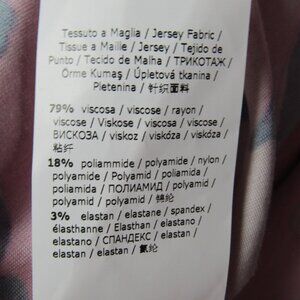 Tessuto a Maglia / Jersey Fabric /
Tissue a Maille / Jersey / Tejido de
Punto / Tecido de Malha / ТРИКОТАЖ /
Örme Kumaş / Úpletová tkanina /
Pletenina / 针织面料
79% viscosa / viscose / rayon /
viscose / Viskose / viscosa / viscose /
ВИСКОЗА / viskoz / viskóza / viskóza /
粘纤
18% poliammide / polyamide / nylon /
polyamide / Polyamid / poliamida /
poliamida / ПОЛИАМИД / polyamid /
polyamid / polyamid / 锦纶
3% elastan / elastane / spandex /
élasthanne / Elasthan / elastano /
elastano / СПАНДЕКС / elastan /
elastan / elastan / 氨纶